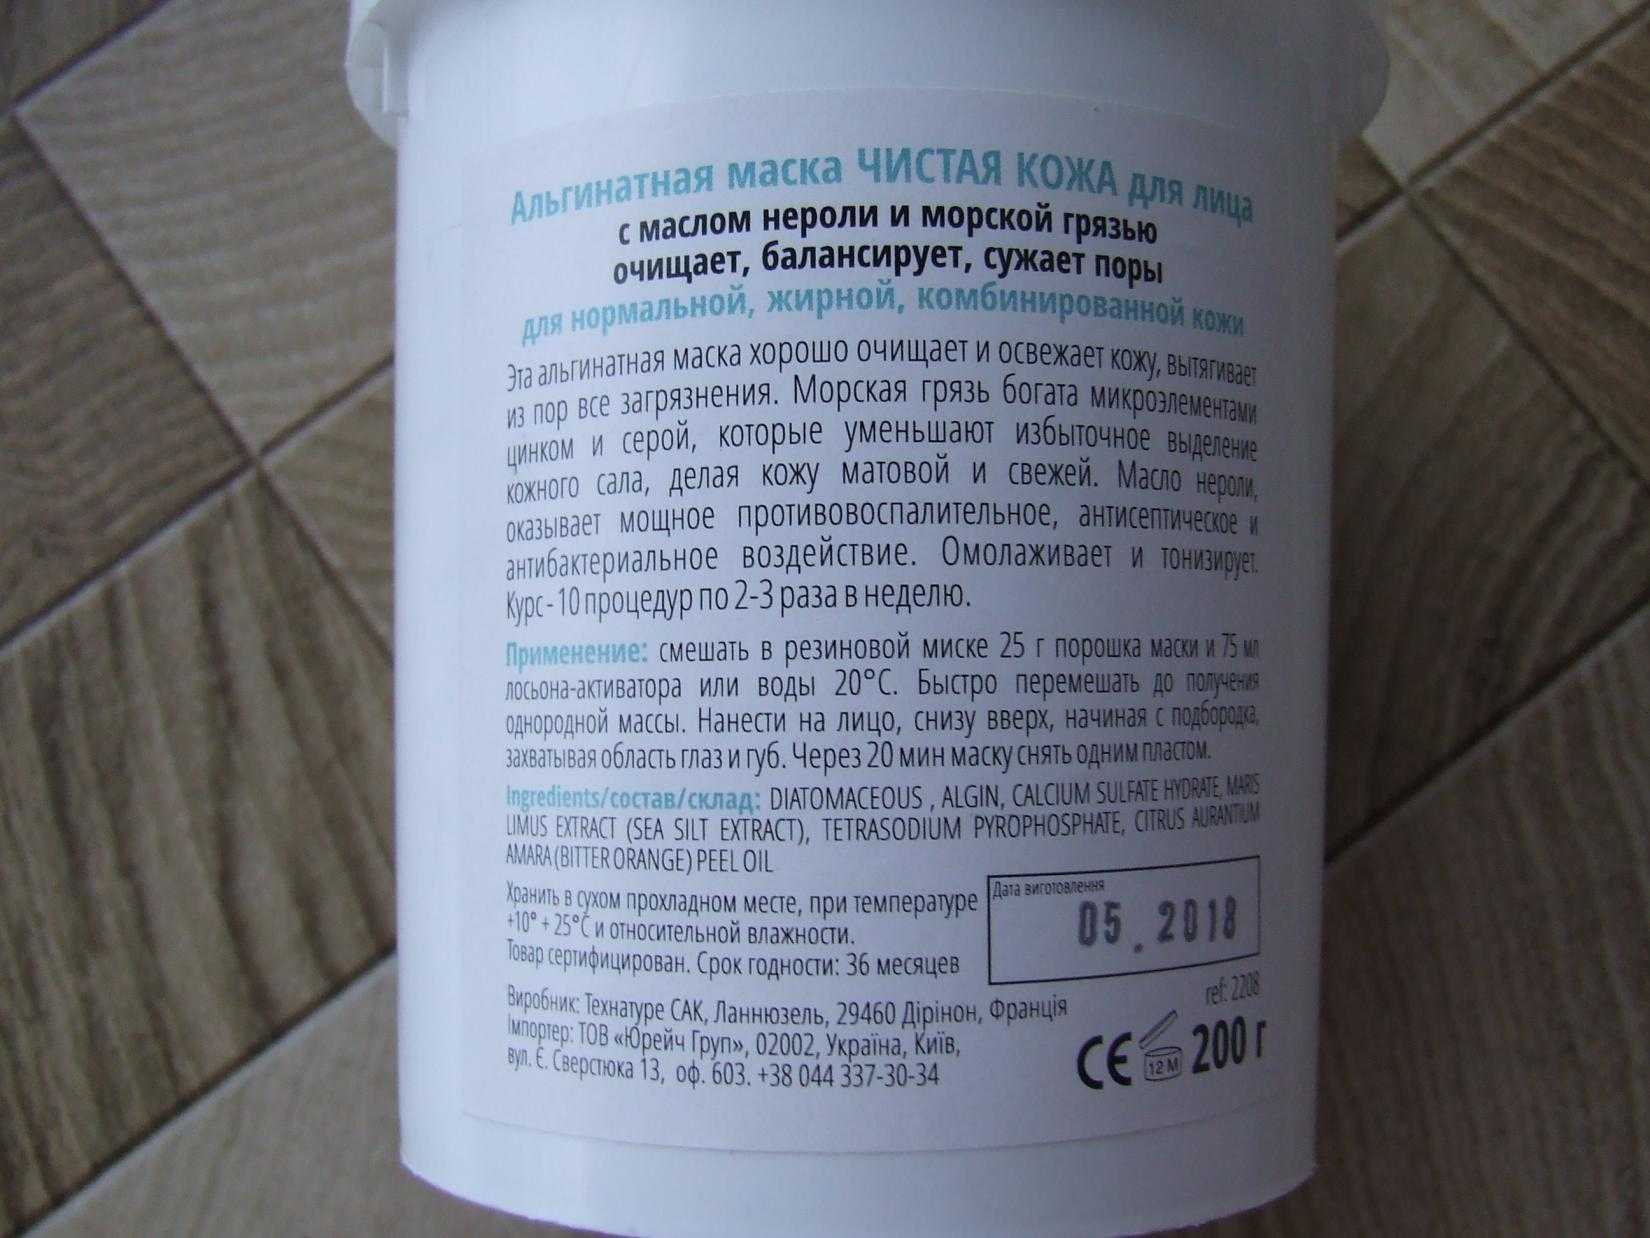 Альгинатная маска ЧИСТАЯ КОЖА для лица
с маслом нероли и морской грязью
очищает, балансирует, сужает поры
для нормальной, жирной, комбинированной кожи
Эта альгинатная маска хорошо очищает и освежает кожу, вытягивает
из пор все загрязнения. Морская грязь богата микроэлементами
цинком и серой, которые уменьшают избыточное выделение
кожного сала, делая кожу матовой и свежей. Масло нероли,
оказывает мощное противовоспалительное, антисептическое и
антибактериальное воздействие. Омолаживает и тонизирует.
Курс - 10 процедур по 2-3 раза в неделю.
Применение: смешать в резиновой миске 25 г порошка маски и 75 мл
лосьона-активатора или воды 20°С. Быстро перемешать до получения
однородной массы. Нанести на лицо, снизу вверх, начиная с подбородка,
захватывая область глаз и губ. Через 20 мин маску снять одним пластом.
Ingredients/состав/склад: DIATOMACEOUS , ALGIN, CALCIUM SULFATE HYDRATE, MARIS
LIMUS EXTRACT (SEA SILT EXTRACT), TETRASODIUM PYROPHOSPHATE, CITRUS AURANTIUM
AMARA (BITTER ORANGE) PEEL OIL
Хранить в сухом прохладном месте, при температуре
+10° + 25°С и относительной влажности.
Товар сертифицирован. Срок годности: 36 месяцев
Дата виготовлення
05.2018
ref: 2208
Виробник: Технатуре САК, Ланнюзель, 29460 Дірінон, Франція
Імпортер: ТОВ «Юрейч Груп», 02002, Україна, Київ,
вул. Є. Сверстюка 13, оф. 603. +38 044 337-30-34
CE 12 M 200 г